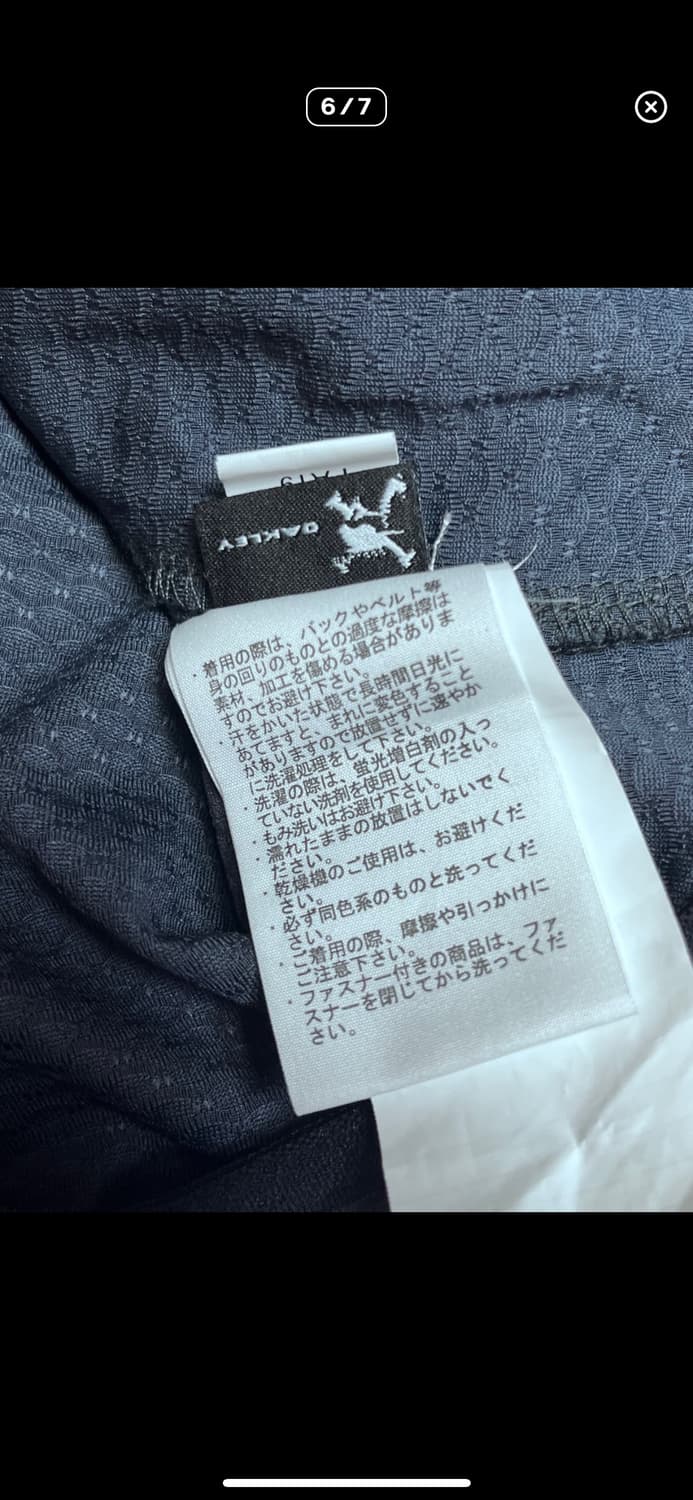 6/7
OAKLEY
・着用の際は、バックやベルト等
身の回りのものとの過度な摩擦は
素材、加工を傷める場合がありま
すのでお避け下さい。
・汗をかいた状態で長時間日光に
あてますと、まれに変色すること
がありますので放置せずに速やか
に洗濯処理をして下さい。
・洗濯の際は、蛍光増白剤の入っ
ていない洗剤を使用してください。
・もみ洗いはお避け下さい。
・濡れたままの放置はしないでく
ださい。
・乾燥機のご使用は、お避けくだ
さい。
・必ず同色系のものと洗ってくだ
さい。
・ご着用の際、摩擦や引っかけに
ご注意下さい。
・ファスナー付きの商品は、ファ
スナーを閉じてから洗ってくだ
さい。